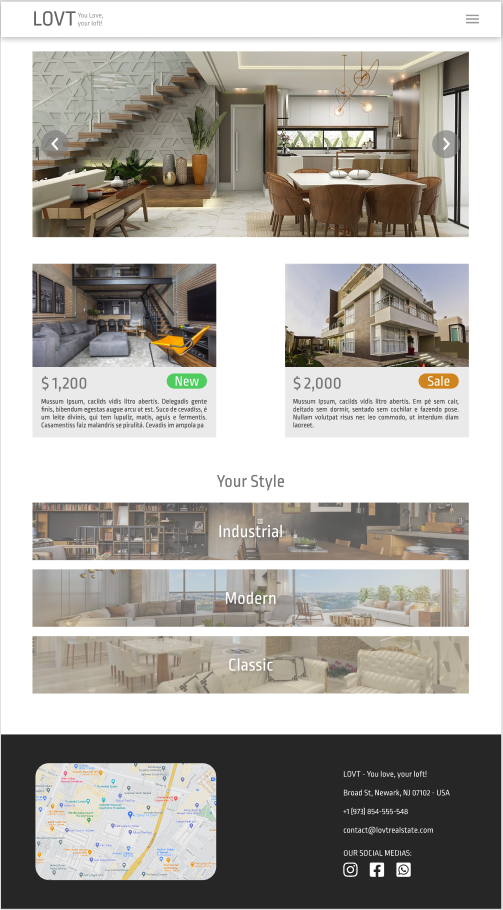 LOVT
You Love,
your loft!
$ 1,200
New
Mussum Ipsum, cacilds vidis litro abertis. Delegadis gente
finis, bibendum egestas augue arcu ut est. Suco de cevadiss, é
um leite divinis, qui tem lupuliz, matis, aguis e fermentis.
Casamentiss faiz malandris se pirulitá. Cevadis im ampola pa
$ 2,000
Sale
Mussum Ipsum, cacilds vidis litro abertis. Em pé sem cair,
deitado sem dormir, sentado sem cochilar e fazendo pose.
Nullam volutpat risus nec leo commodo, ut interdum diam
laoreet.
Your Style
Industrial
Modern
Classic
LOVT - You love, your loft!
Broad St, Newark, NJ 07102 - USA
+1 (973) 854-555-548
contact@lovtrealstate.com
OUR SOCIAL MEDIAS: